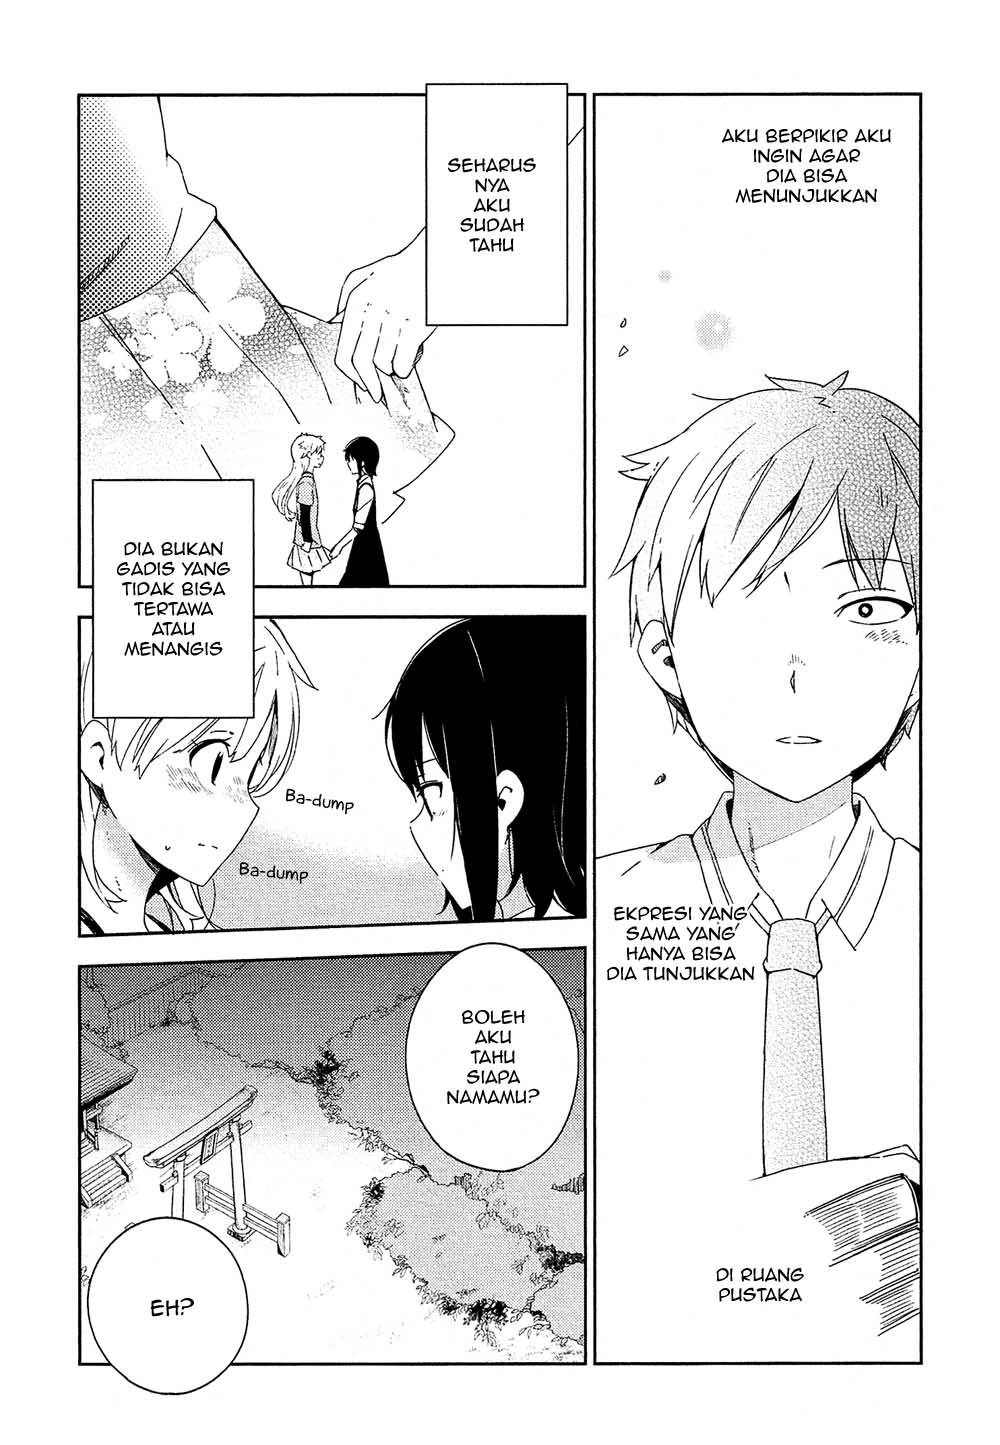 AKU BERPIKIR AKU
INGIN AGAR
DIA BISA
MENUNJUKKAN
EKPRESI YANG
SAMA YANG
HANYA BISA
DIA TUNJUKKAN
DI RUANG
PUSTAKA
SEHARUS
NYA
AKU
SUDAH
TAHU
DIA BUKAN
GADIS YANG
TIDAK BISA
TERTAWA
ATAU
MENANGIS
Ba-dump
Ba-dump
BOLEH
AKU
TAHU
SIAPA
NAMAMU?
EH?